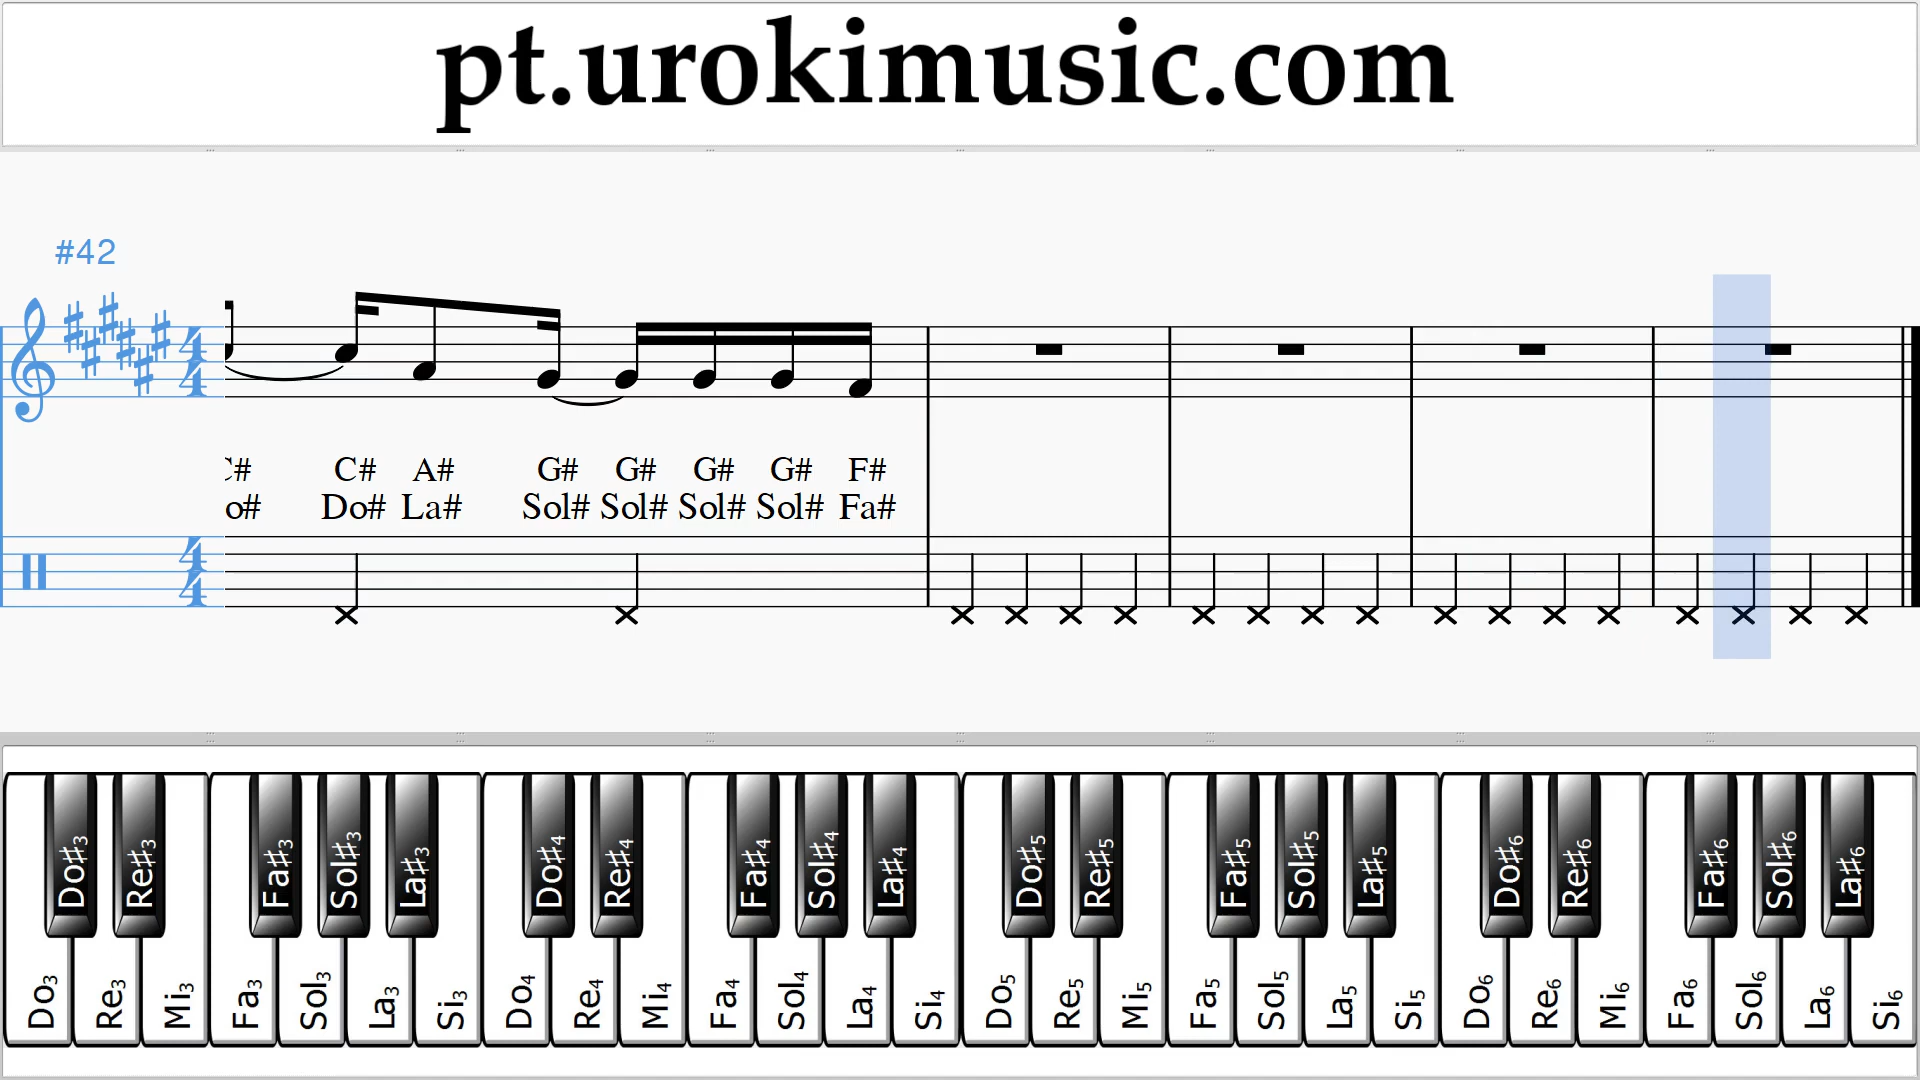 pt.urokimusic.com
#42
4 4
C# C# A# G# G# G# G# F#
o# Do# La# Sol# Sol# Sol# Sol# Fa#
4 4
Do#3 Re#3 Fa#3 Sol#3 La#3 Do#4 Re#4 Fa#4 Sol#4 La#4 Do#5 Re#5 Fa#5 Sol#5 La#5 Do#6 Re#6 Fa#6 Sol#6 La#6
Do3 Re3 Mi3 Fa3 Sol3 La3 Si3 Do4 Re4 Mi4 Fa4 Sol4 La4 Si4 Do5 Re5 Mi5 Fa5 Sol5 La5 Si5 Do6 Re6 Mi6 Fa6 Sol6 La6 Si6